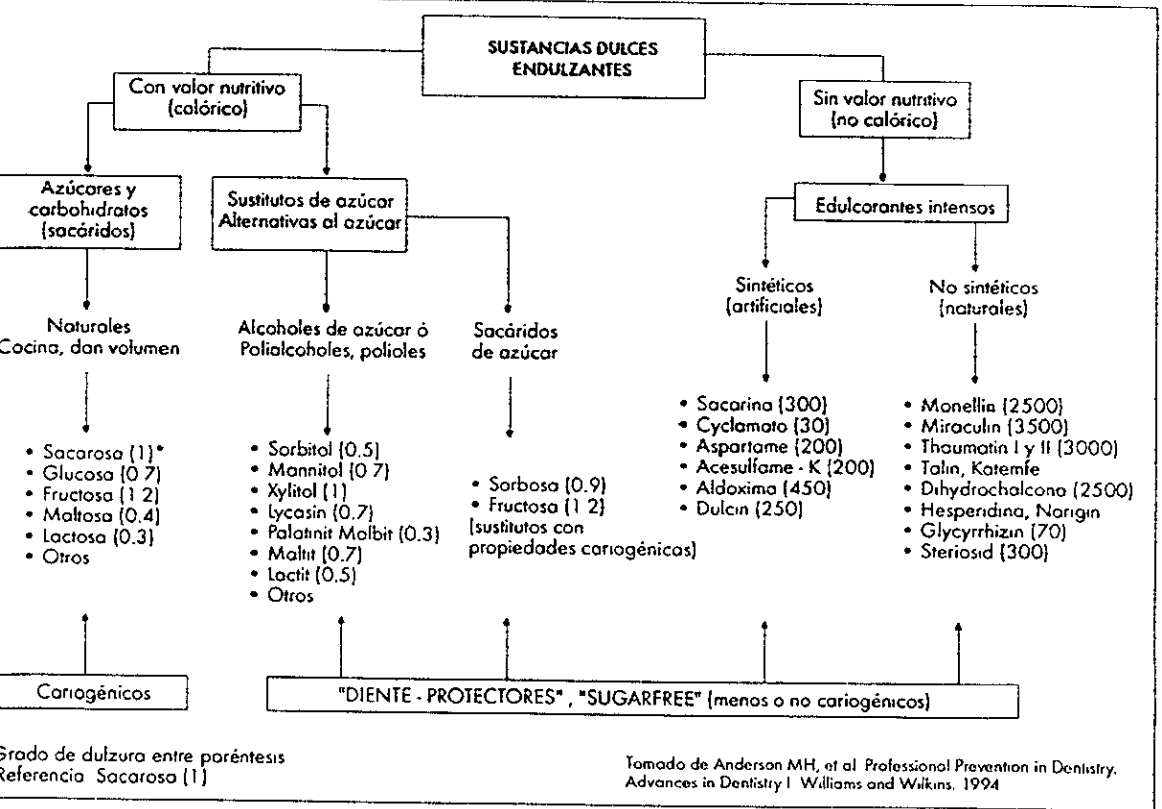 SUSTANCIAS DULCES
ENDULZANTES
Con valor nutritivo
(calórico)
Sin valor nutritivo
(no calórico)
Azúcares y
carbohidratos
(sacáridos)
Sustitutos de azúcar
Alternativas al azúcar
Edulcorantes intensos
Naturales
Cocina, dan volumen
Alcoholes de azúcar ó
Polialcoholes, polioles
Sacáridos
de azúcar
Sintéticos
(artificiales)
No sintéticos
(naturales)
• Sacarosa (1)*
• Glucosa (0 7)
• Fructosa (1 2)
• Maltosa (0.4)
• Lactosa (0.3)
• Otros
• Sorbitol (0.5)
• Mannitol (0 7)
• Xylitol (1)
• Lycasin (0.7)
• Palatinit Molbit (0.3)
• Maltit (0.7)
• Lactit (0.5)
• Otros
• Sorbosa (0.9)
• Fructosa (1 2)
(sustitutos con
propiedades cariogénicas)
• Sacarina (300)
• Cyclamato (30)
• Aspartame (200)
• Acesulfame - K (200)
• Aldoxima (450)
• Dulcin (250)
• Monellin (2500)
• Miraculin (3500)
• Thaumatin I y II (3000)
• Talin, Katemfe
• Dihydrochalcona (2500)
• Hesperidina, Narigin
• Glycyrrhizin (70)
• Steriosid (300)
Cariogénicos
"DIENTE - PROTECTORES" , "SUGARFREE" (menos o no cariogénicos)
Grado de dulzura entre paréntesis
Referencia Sacarosa (1)
Tomado de Anderson MH, et al Professional Prevention in Dentistry.
Advances in Dentistry I Williams and Wilkins. 1994